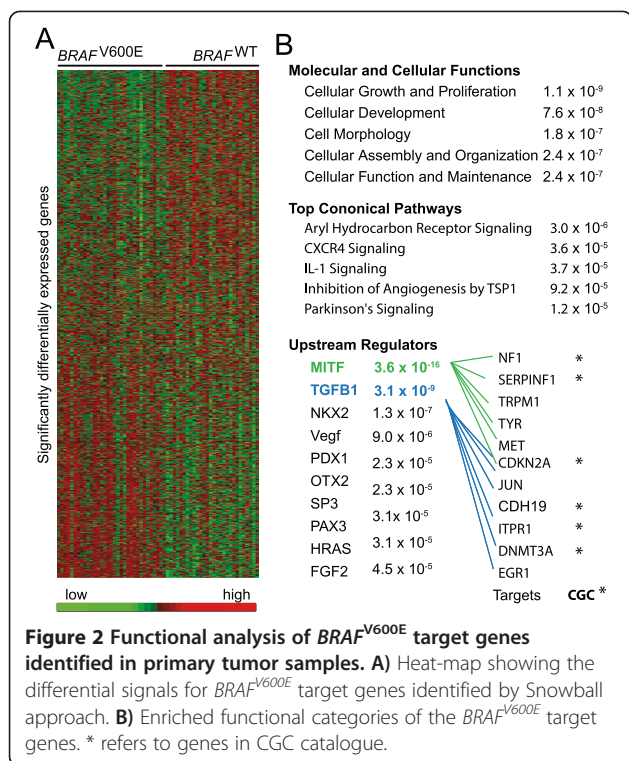 A
BRAF V600E
BRAF WT
Significantly differentially expressed genes
low
high
B
Molecular and Cellular Functions
Cellular Growth and Proliferation 1.1 x 10-9
Cellular Development 7.6 x 10-8
Cell Morphology 1.8 x 10-7
Cellular Assembly and Organization 2.4 x 10-7
Cellular Function and Maintenance 2.4 x 10-7
Top Cononical Pathways
Aryl Hydrocarbon Receptor Signaling 3.0 x 10-6
CXCR4 Signaling 3.6 x 10-5
IL-1 Signaling 3.7 x 10-5
Inhibition of Angiogenesis by TSP1 9.2 x 10-5
Parkinson's Signaling 1.2 x 10-5
Upstream Regulators
MITF 3.6 x 10-16
TGFB1 3.1 x 10-9
NKX2 1.3 x 10-7
Vegf 9.0 x 10-6
PDX1 2.3 x 10-5
OTX2 2.3 x 10-5
SP3 3.1x 10-5
PAX3 3.1 x 10-5
HRAS 4.5 x 10-5
FGF2
NF1 *
SERPINF1 *
TRPM1
TYR
MET
CDKN2A *
JUN
CDH19 *
ITPR1 *
DNMT3A *
EGR1
Targets CGC *
Figure 2 Functional analysis of BRAFV600E target genes
identified in primary tumor samples. A) Heat-map showing the
differential signals for BRAFV600E target genes identified by Snowball
approach. B) Enriched functional categories of the BRAFV600E target
genes. * refers to genes in CGC catalogue.